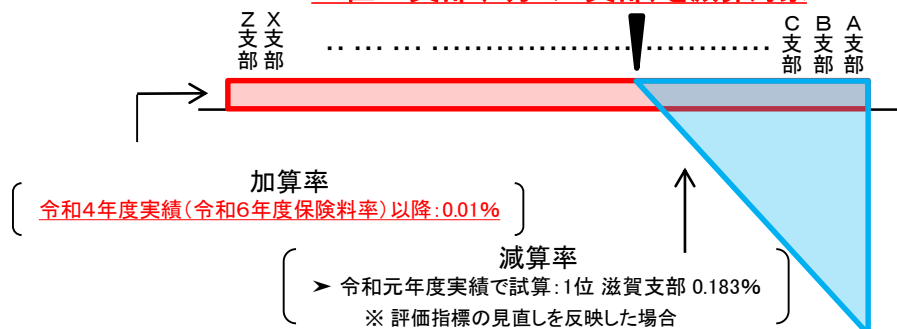 Z支部
X支部
‥ … … ……………………………………
C支部
B支部
A支部
加算率
令和4年度実績(令和6年度保険料率)以降:0.01%
減算率
➤ 令和元年度実績で試算:1位 滋賀支部 0.183%
※ 評価指標の見直しを反映した場合